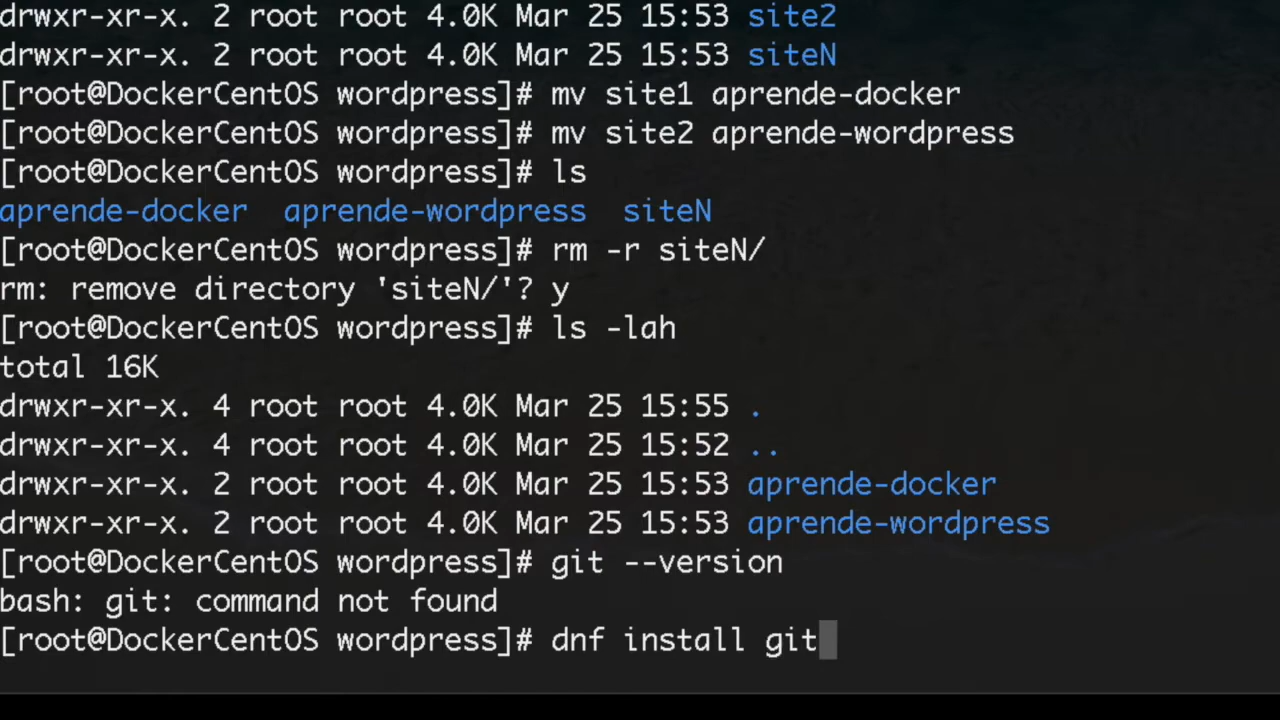 drwxr-xr-x. 2 root root 4.0K Mar 25 15:53 site2
drwxr-xr-x. 2 root root 4.0K Mar 25 15:53 siteN
[root@DockerCentOS wordpress]# mv site1 aprende-docker
[root@DockerCentOS wordpress]# mv site2 aprende-wordpress
[root@DockerCentOS wordpress]# ls
aprende-docker  aprende-wordpress  siteN
[root@DockerCentOS wordpress]# rm -r siteN/
rm: remove directory 'siteN/'? y
[root@DockerCentOS wordpress]# ls -lah
total 16K
drwxr-xr-x. 4 root root 4.0K Mar 25 15:55 .
drwxr-xr-x. 4 root root 4.0K Mar 25 15:52 ..
drwxr-xr-x. 2 root root 4.0K Mar 25 15:53 aprende-docker
drwxr-xr-x. 2 root root 4.0K Mar 25 15:53 aprende-wordpress
[root@DockerCentOS wordpress]# git --version
bash: git: command not found
[root@DockerCentOS wordpress]# dnf install git